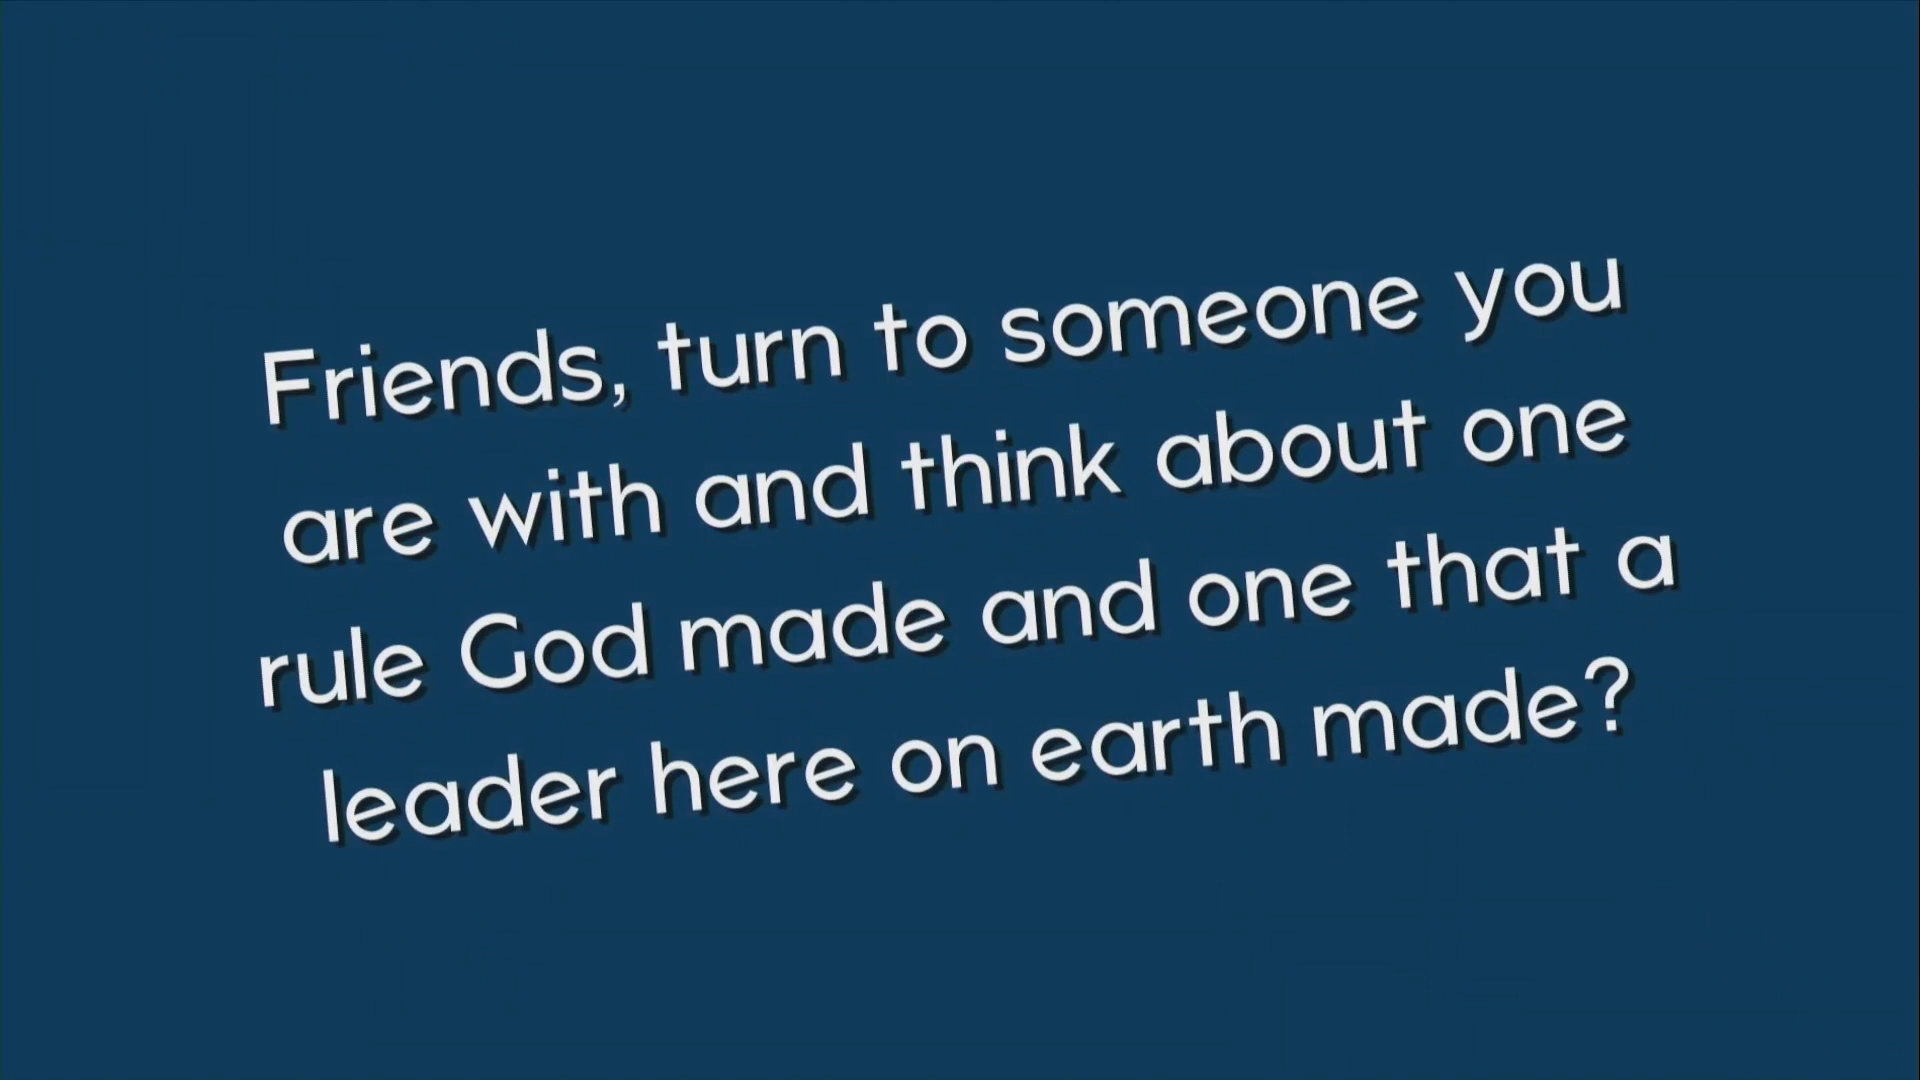 Friends, turn to someone you
are with and think about one
rule God made and one that a
leader here on earth made?